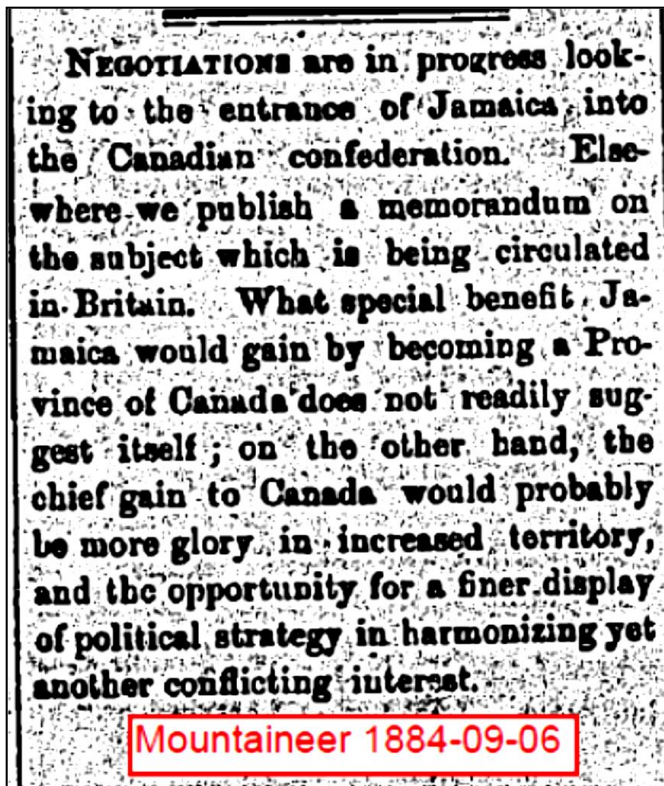 NEGOTIATIONS are in progress look-
ing to the entrance of Jamaica into
the Canadian confederation. Else-
where we publish a memorandum on
the subject which is being circulated
in Britain. What special benefit Ja-
maica would gain by becoming a Pro-
vince of Canada does not readily sug-
gest itself; on the other hand, the
chief gain to Canada would probably
be more glory in increased territory,
and the opportunity for a finer display
of political strategy in harmonizing yet
another conflicting interest.
Mountaineer 1884-09-06